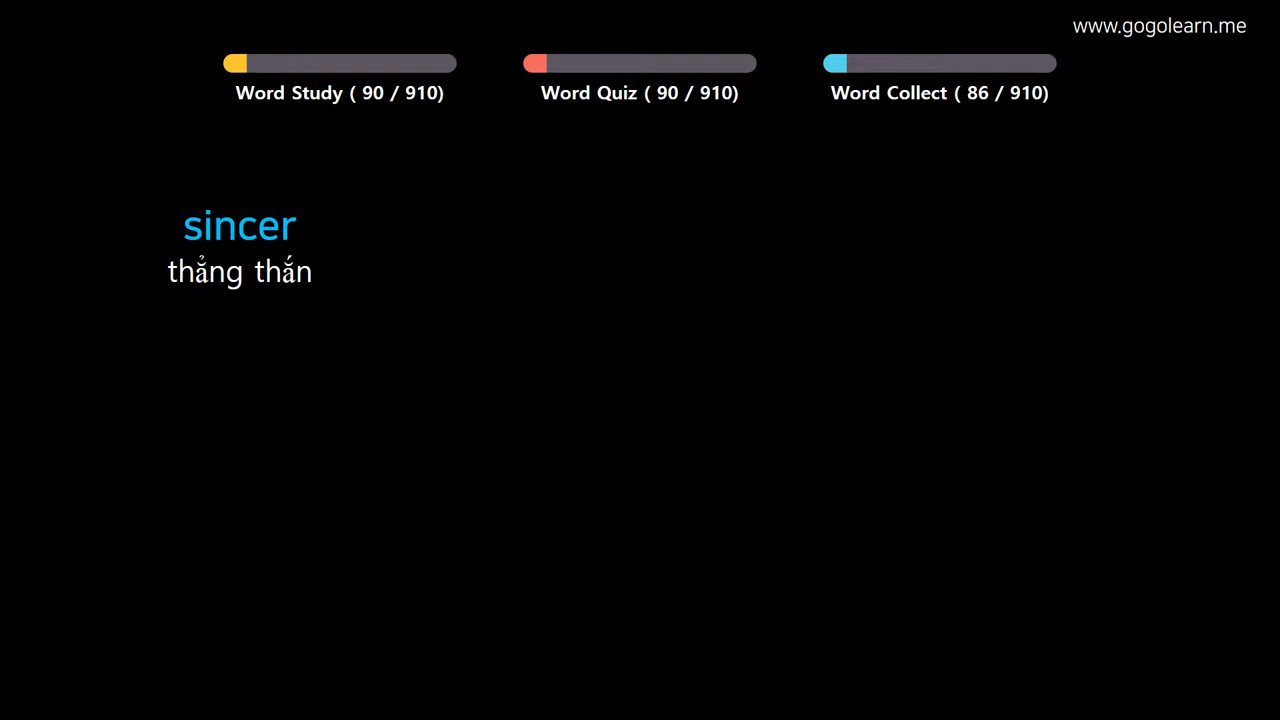 www.gogolearn.me
Word Study ( 90 / 910)
Word Quiz ( 90 / 910)
Word Collect ( 86 / 910)
sincer
thẳng thắn